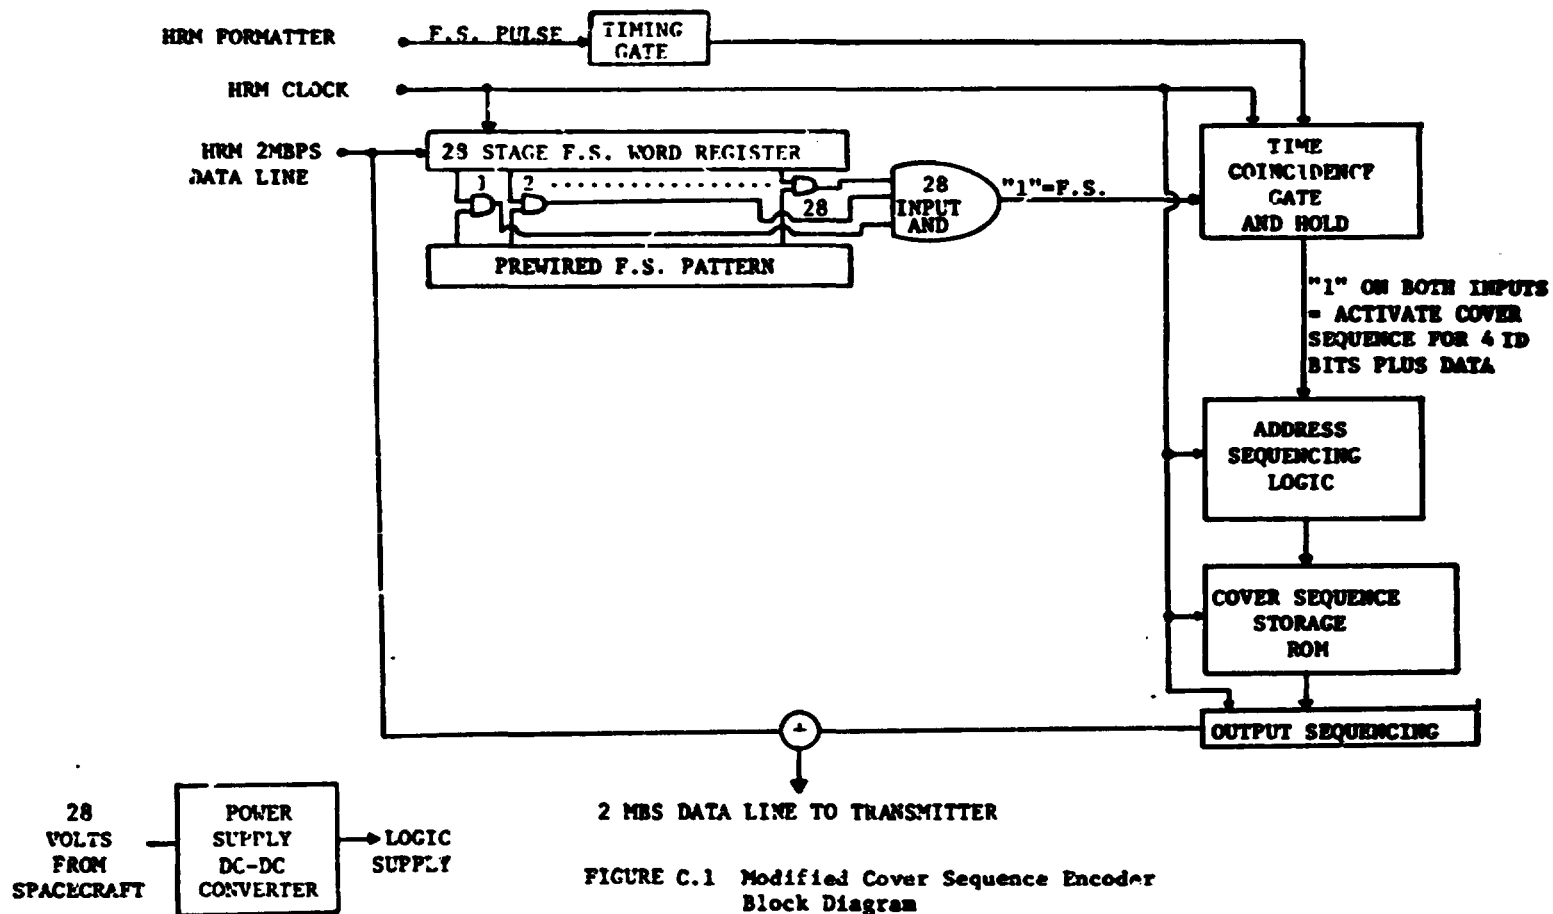 HRM FORMATTER
F.S. PULSE
TIMING
GATE
HRM CLOCK
HRM 2MBPS
DATA LINE
28 STAGE F.S. WORD REGISTER
1
2
28
28
INPUT
AND
"1"=F.S.
PREWIRED F.S. PATTERN
TIME
COINCIDENCE
GATE
AND HOLD
"1" ON BOTH INPUTS
= ACTIVATE COVER
SEQUENCE FOR 4 ID
BITS PLUS DATA
ADDRESS
SEQUENCING
LOGIC
COVER SEQUENCE
STORAGE
ROM
OUTPUT SEQUENCING
+
2 MBS DATA LINE TO TRANSMITTER
28
VOLTS
FROM
SPACECRAFT
POWER
SUPPLY
DC-DC
CONVERTER
LOGIC
SUPPLY
FIGURE C.1 Modified Cover Sequence Encoder
Block Diagram